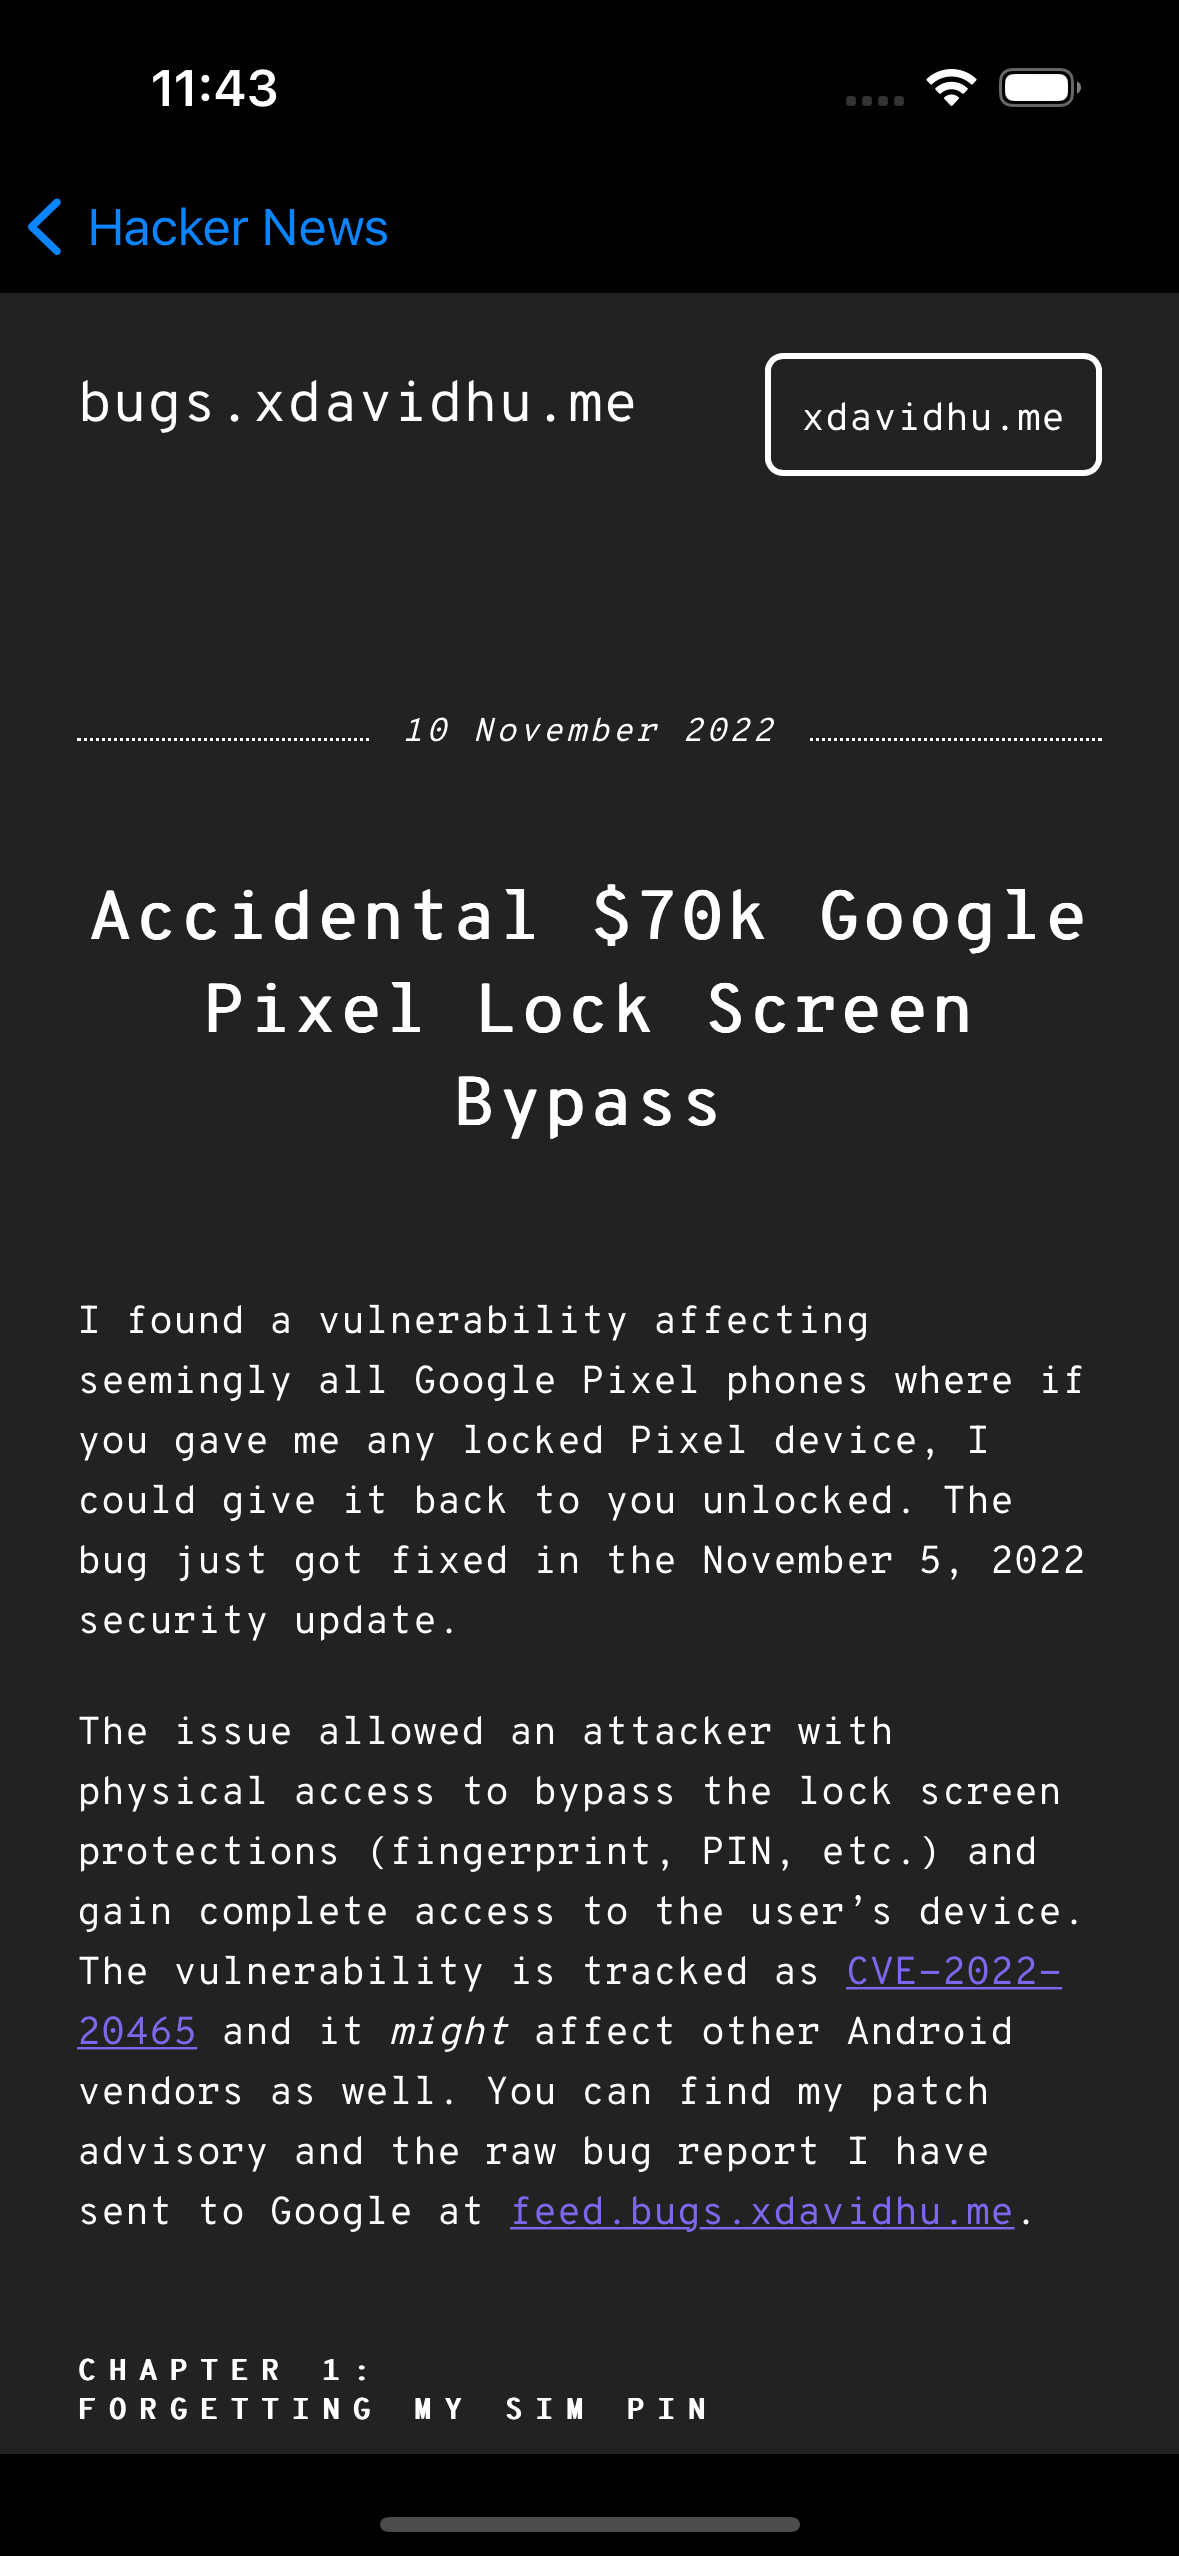 11:43
Hacker News
bugs.xdavidhu.me
xdavidhu.me
10 November 2022
Accidental $70k Google
Pixel Lock Screen
Bypass
I found a vulnerability affecting
seemingly all Google Pixel phones where if
you gave me any locked Pixel device, I
could give it back to you unlocked. The
bug just got fixed in the November 5, 2022
security update.
The issue allowed an attacker with
physical access to bypass the lock screen
protections (fingerprint, PIN, etc.) and
gain complete access to the user’s device.
The vulnerability is tracked as CVE-2022-
20465 and it might affect other Android
vendors as well. You can find my patch
advisory and the raw bug report I have
sent to Google at feed.bugs.xdavidhu.me.
CHAPTER 1:
FORGETTING MY SIM PIN